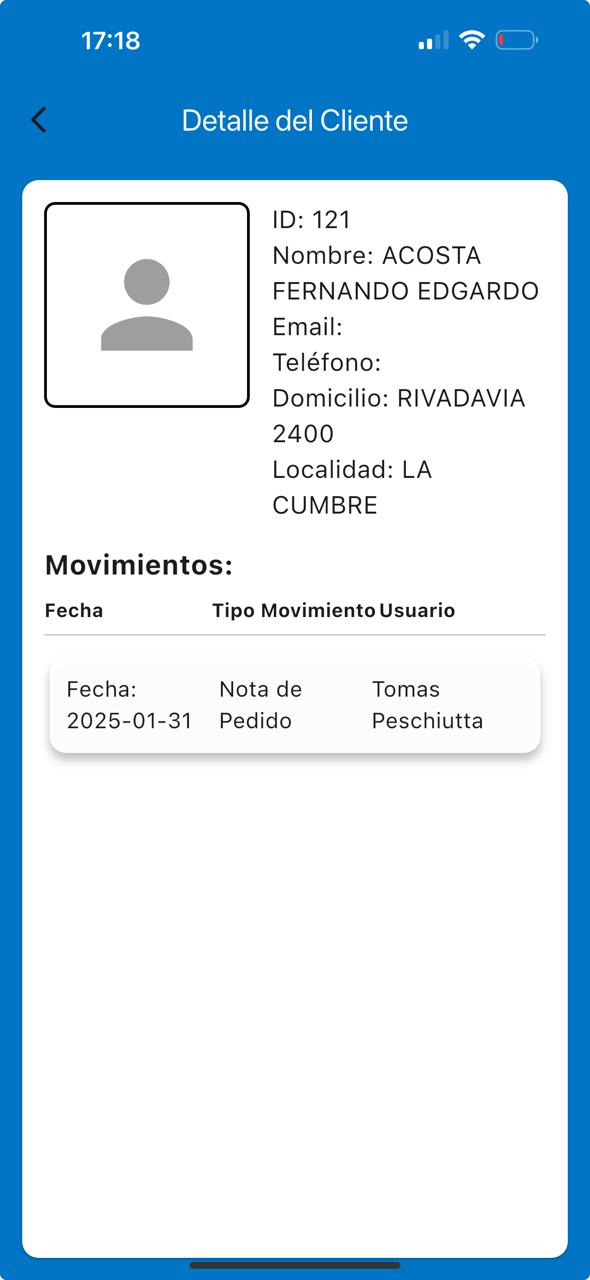 17:18
Detalle del Cliente
ID: 121
Nombre: ACOSTA
FERNANDO EDGARDO
Email:
Teléfono:
Domicilio: RIVADAVIA
2400
Localidad: LA
CUMBRE
Movimientos:
Fecha Tipo Movimiento Usuario
Fecha: Nota de Tomas
2025-01-31 Pedido Peschiutta